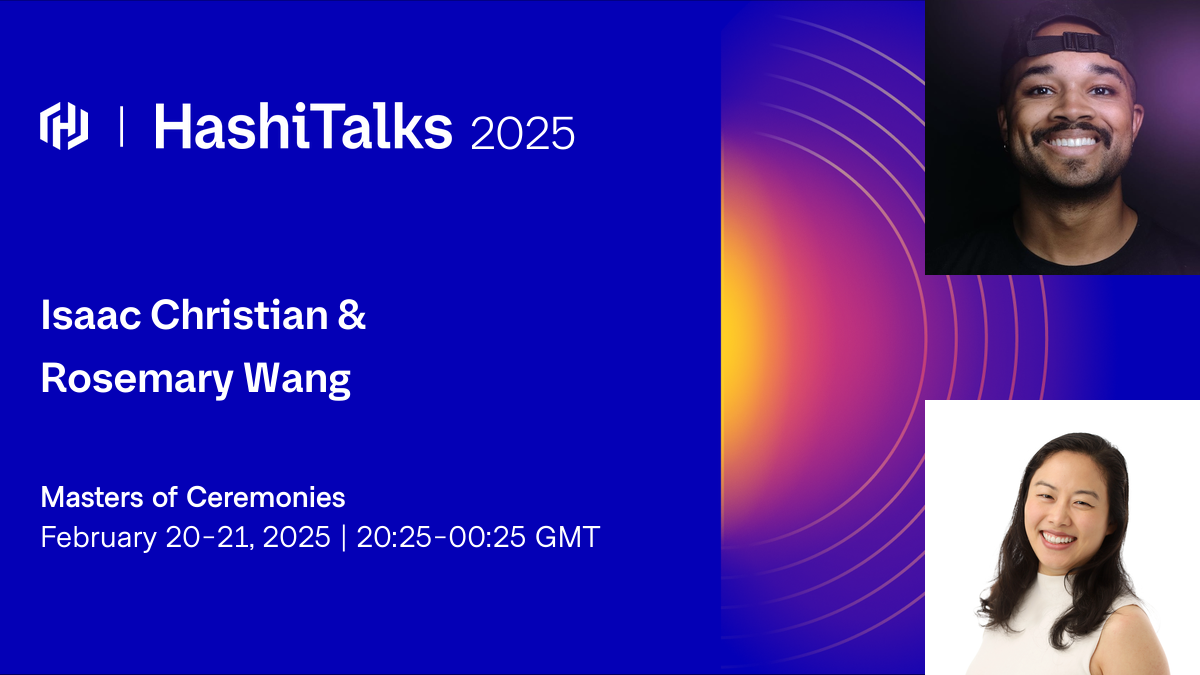 HashiTalks 2025
Isaac Christian &
Rosemary Wang
Masters of Ceremonies
February 20-21, 2025 | 20:25-00:25 GMT